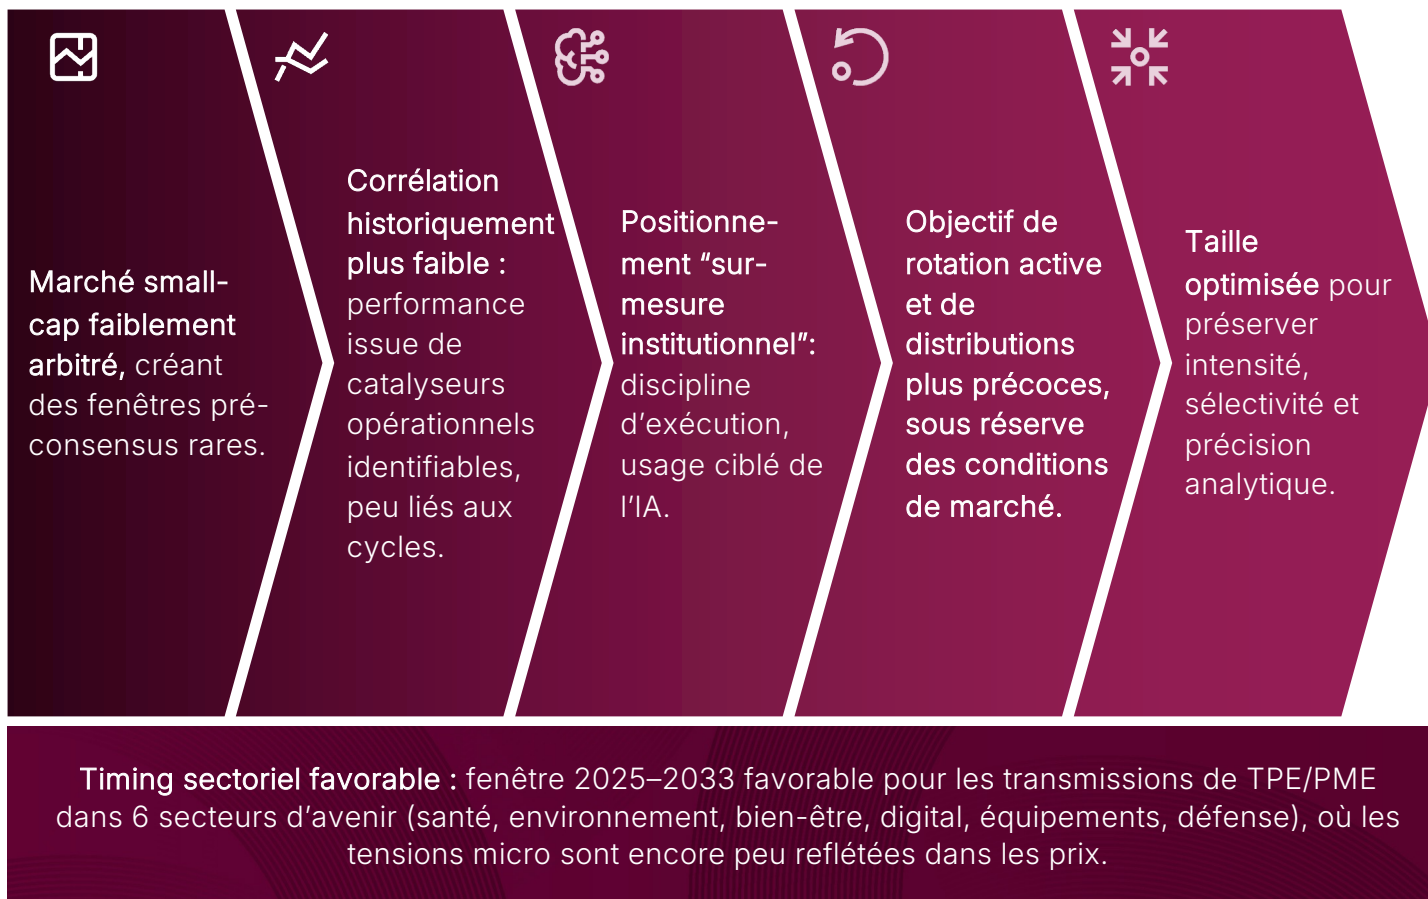 Marché small-
cap faiblement
arbitré, créant
des fenêtres pré-
consensus rares.
Corrélation
historiquement
plus faible :
performance
issue de
catalyseurs
opérationnels
identifiables,
peu liés aux
cycles.
Positionne-
ment “sur-
mesure
institutionnel”:
discipline
d’exécution,
usage ciblé de
l’IA.
Objectif de
rotation active
et de
distributions
plus précoces,
sous réserve
des conditions
de marché.
Taille
optimisée pour
préserver
intensité,
sélectivité et
précision
analytique.
Timing sectoriel favorable : fenêtre 2025–2033 favorable pour les transmissions de TPE/PME
dans 6 secteurs d’avenir (santé, environnement, bien-être, digital, équipements, défense), où les
tensions micro sont encore peu reflétées dans les prix.